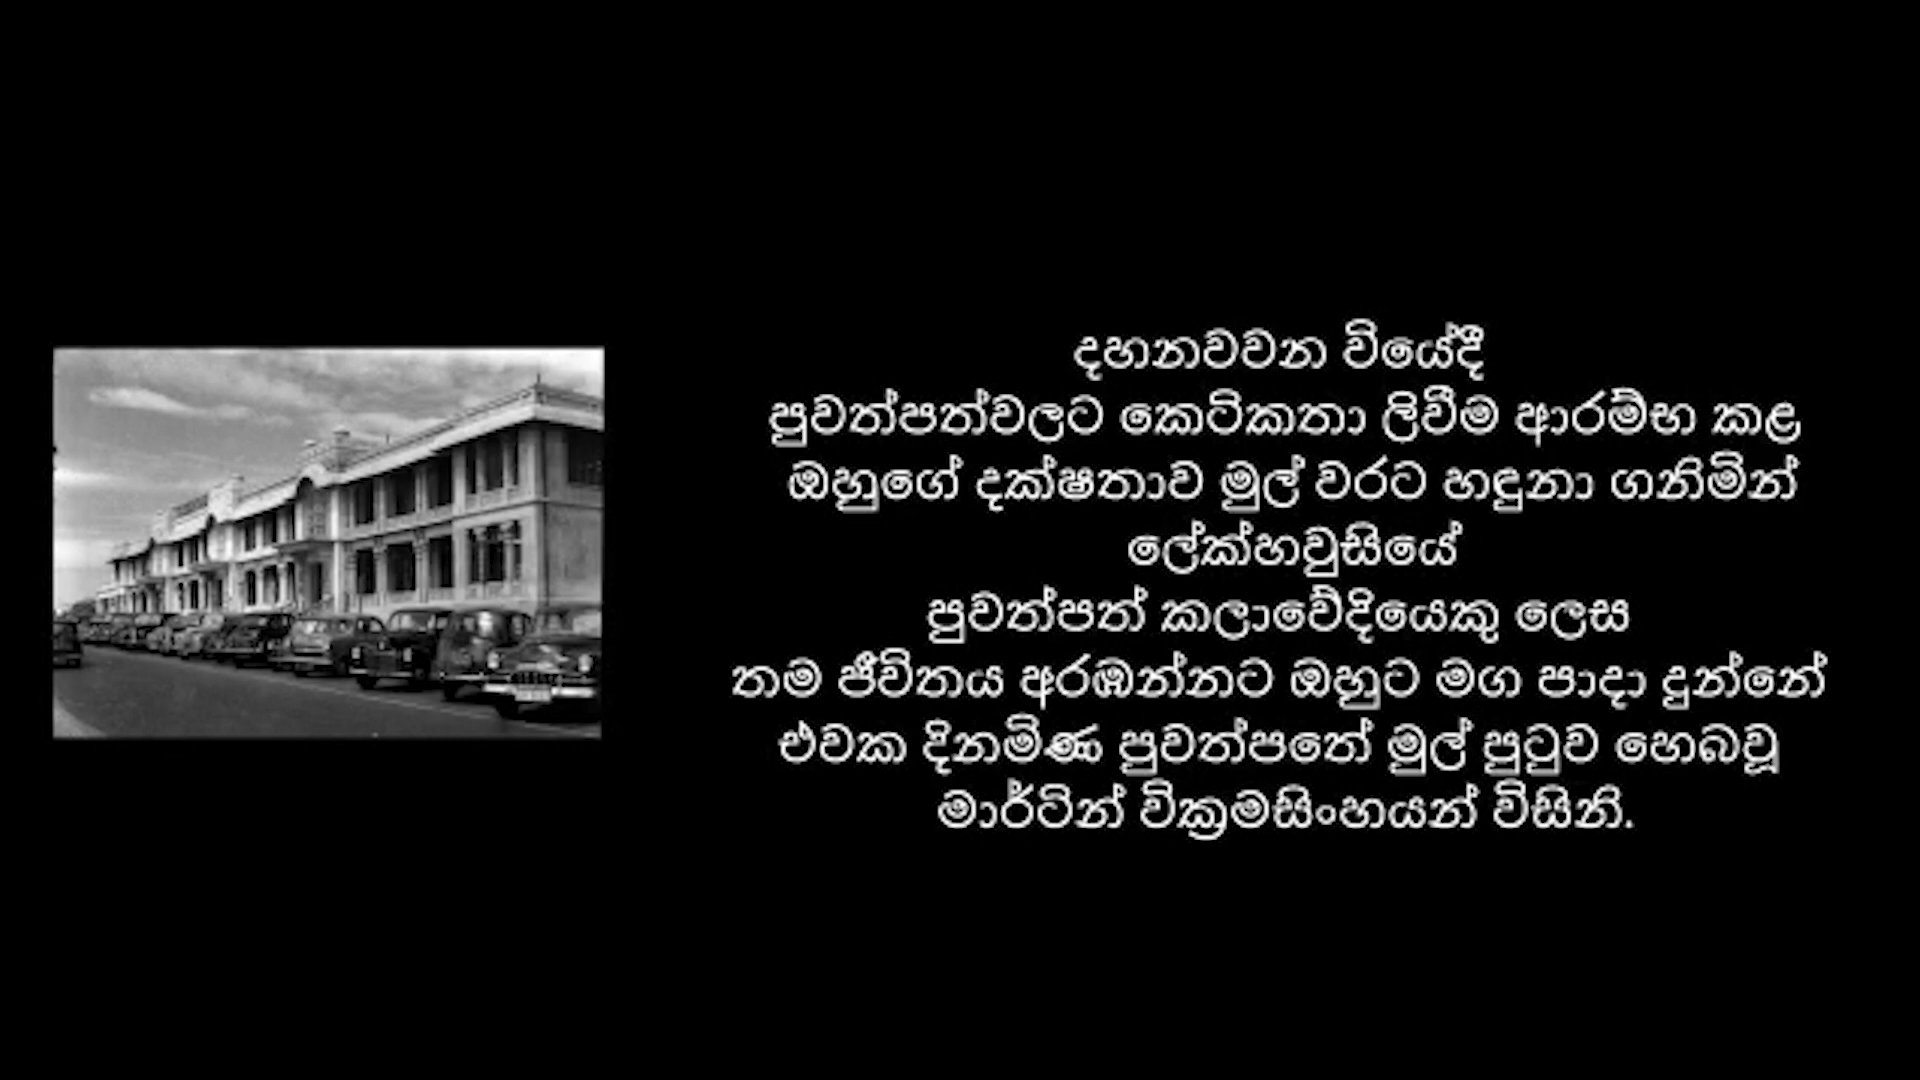 දහනවවන වියේදී
පුවත්පත්වලට කෙටිකතා ලිවීම ආරම්භ කළ
ඔහුගේ දක්ෂතාව මුල් වරට හඳුනා ගනිමින්
ලේක්හවුසියේ
පුවත්පත් කලාවේදියෙකු ලෙස
තම ජීවිතය අරඹන්නට ඔහුට මග පාදා දුන්නේ
එවක දිනමිණ පුවත්පතේ මුල් පුටුව හෙබවූ
මාර්ටින් වික්‍රමසිංහයන් විසිනි.